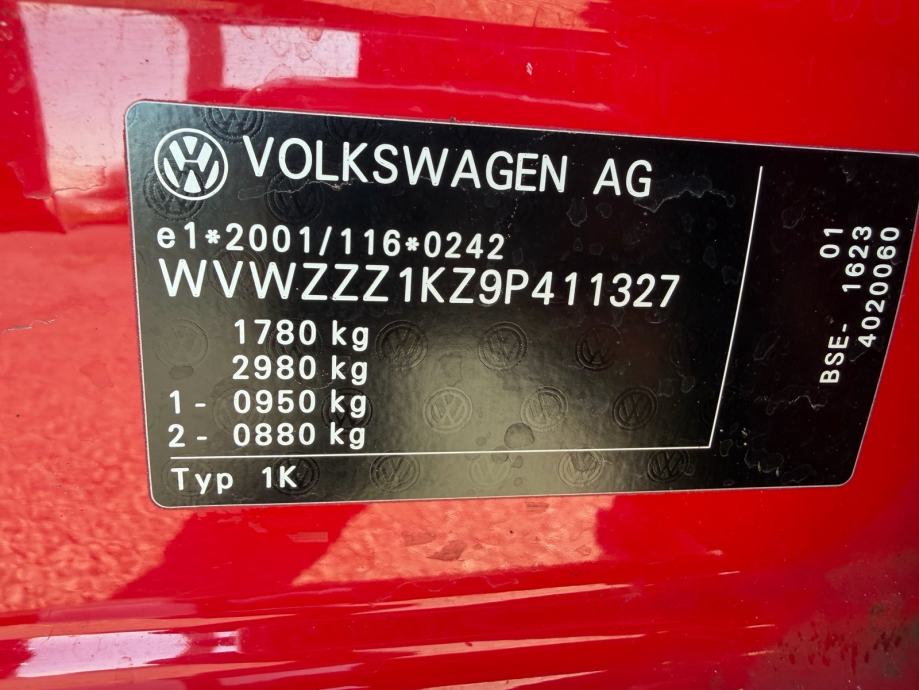 VOLKSWAGEN AG
e1*2001/116*0242
WVWZZZ1KZ9P411327
1780 kg
2980 kg
1- 0950 kg
2- 0880 kg
Typ 1K
01
BSE- 1623
4020060